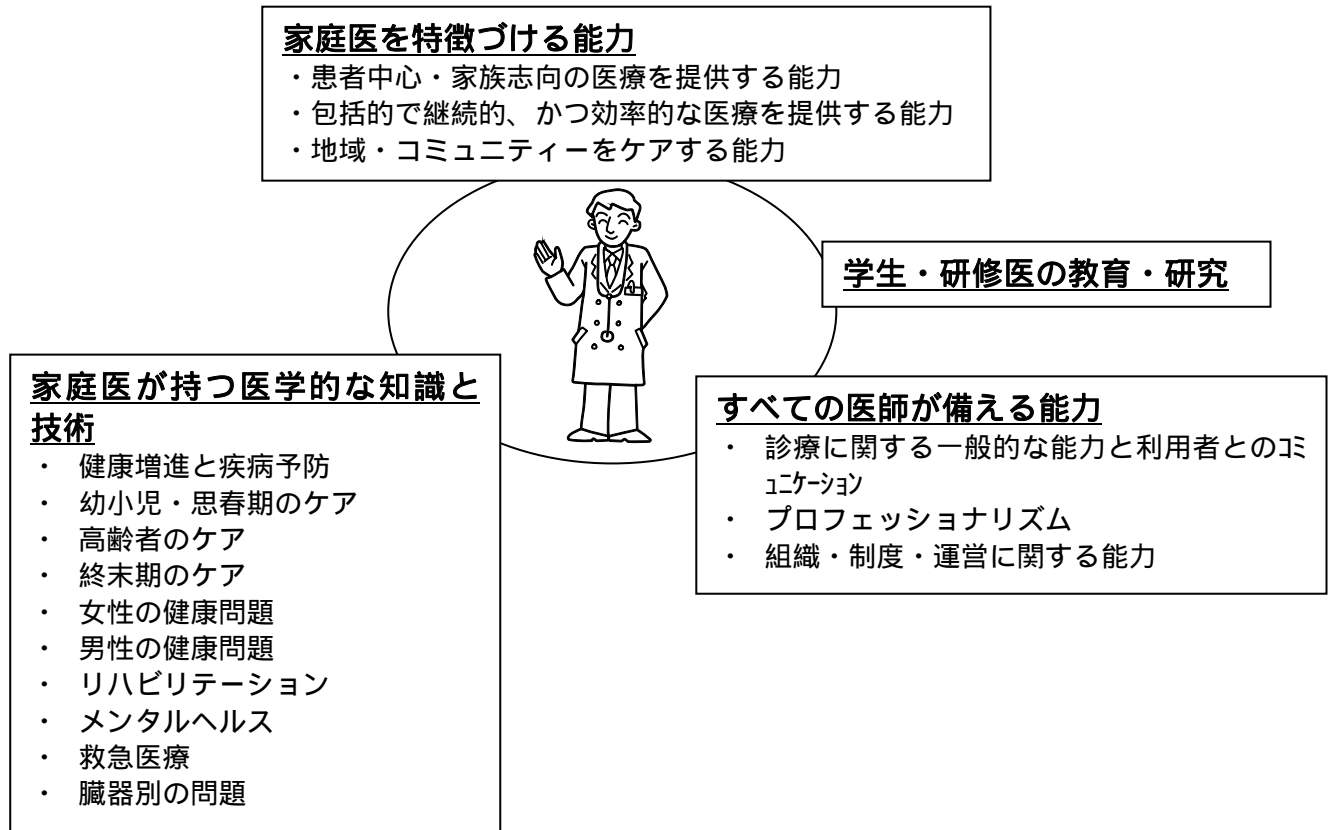 家庭医を特徴づける能力
・患者中心・家族志向の医療を提供する能力
・包括的で継続的、かつ効率的な医療を提供する能力
・地域・コミュニティーをケアする能力
学生・研修医の教育・研究
家庭医が持つ医学的な知識と
技術
・ 健康増進と疾病予防
・ 幼小児・思春期のケア
・ 高齢者のケア
・ 終末期のケア
・ 女性の健康問題
・ 男性の健康問題
・ リハビリテーション
・ メンタルヘルス
・ 救急医療
・ 臓器別の問題
すべての医師が備える能力
・ 診療に関する一般的な能力と利用者とのｺﾐ
ｭﾆｹｰｼｮﾝ
・ プロフェッショナリズム
・ 組織・制度・運営に関する能力